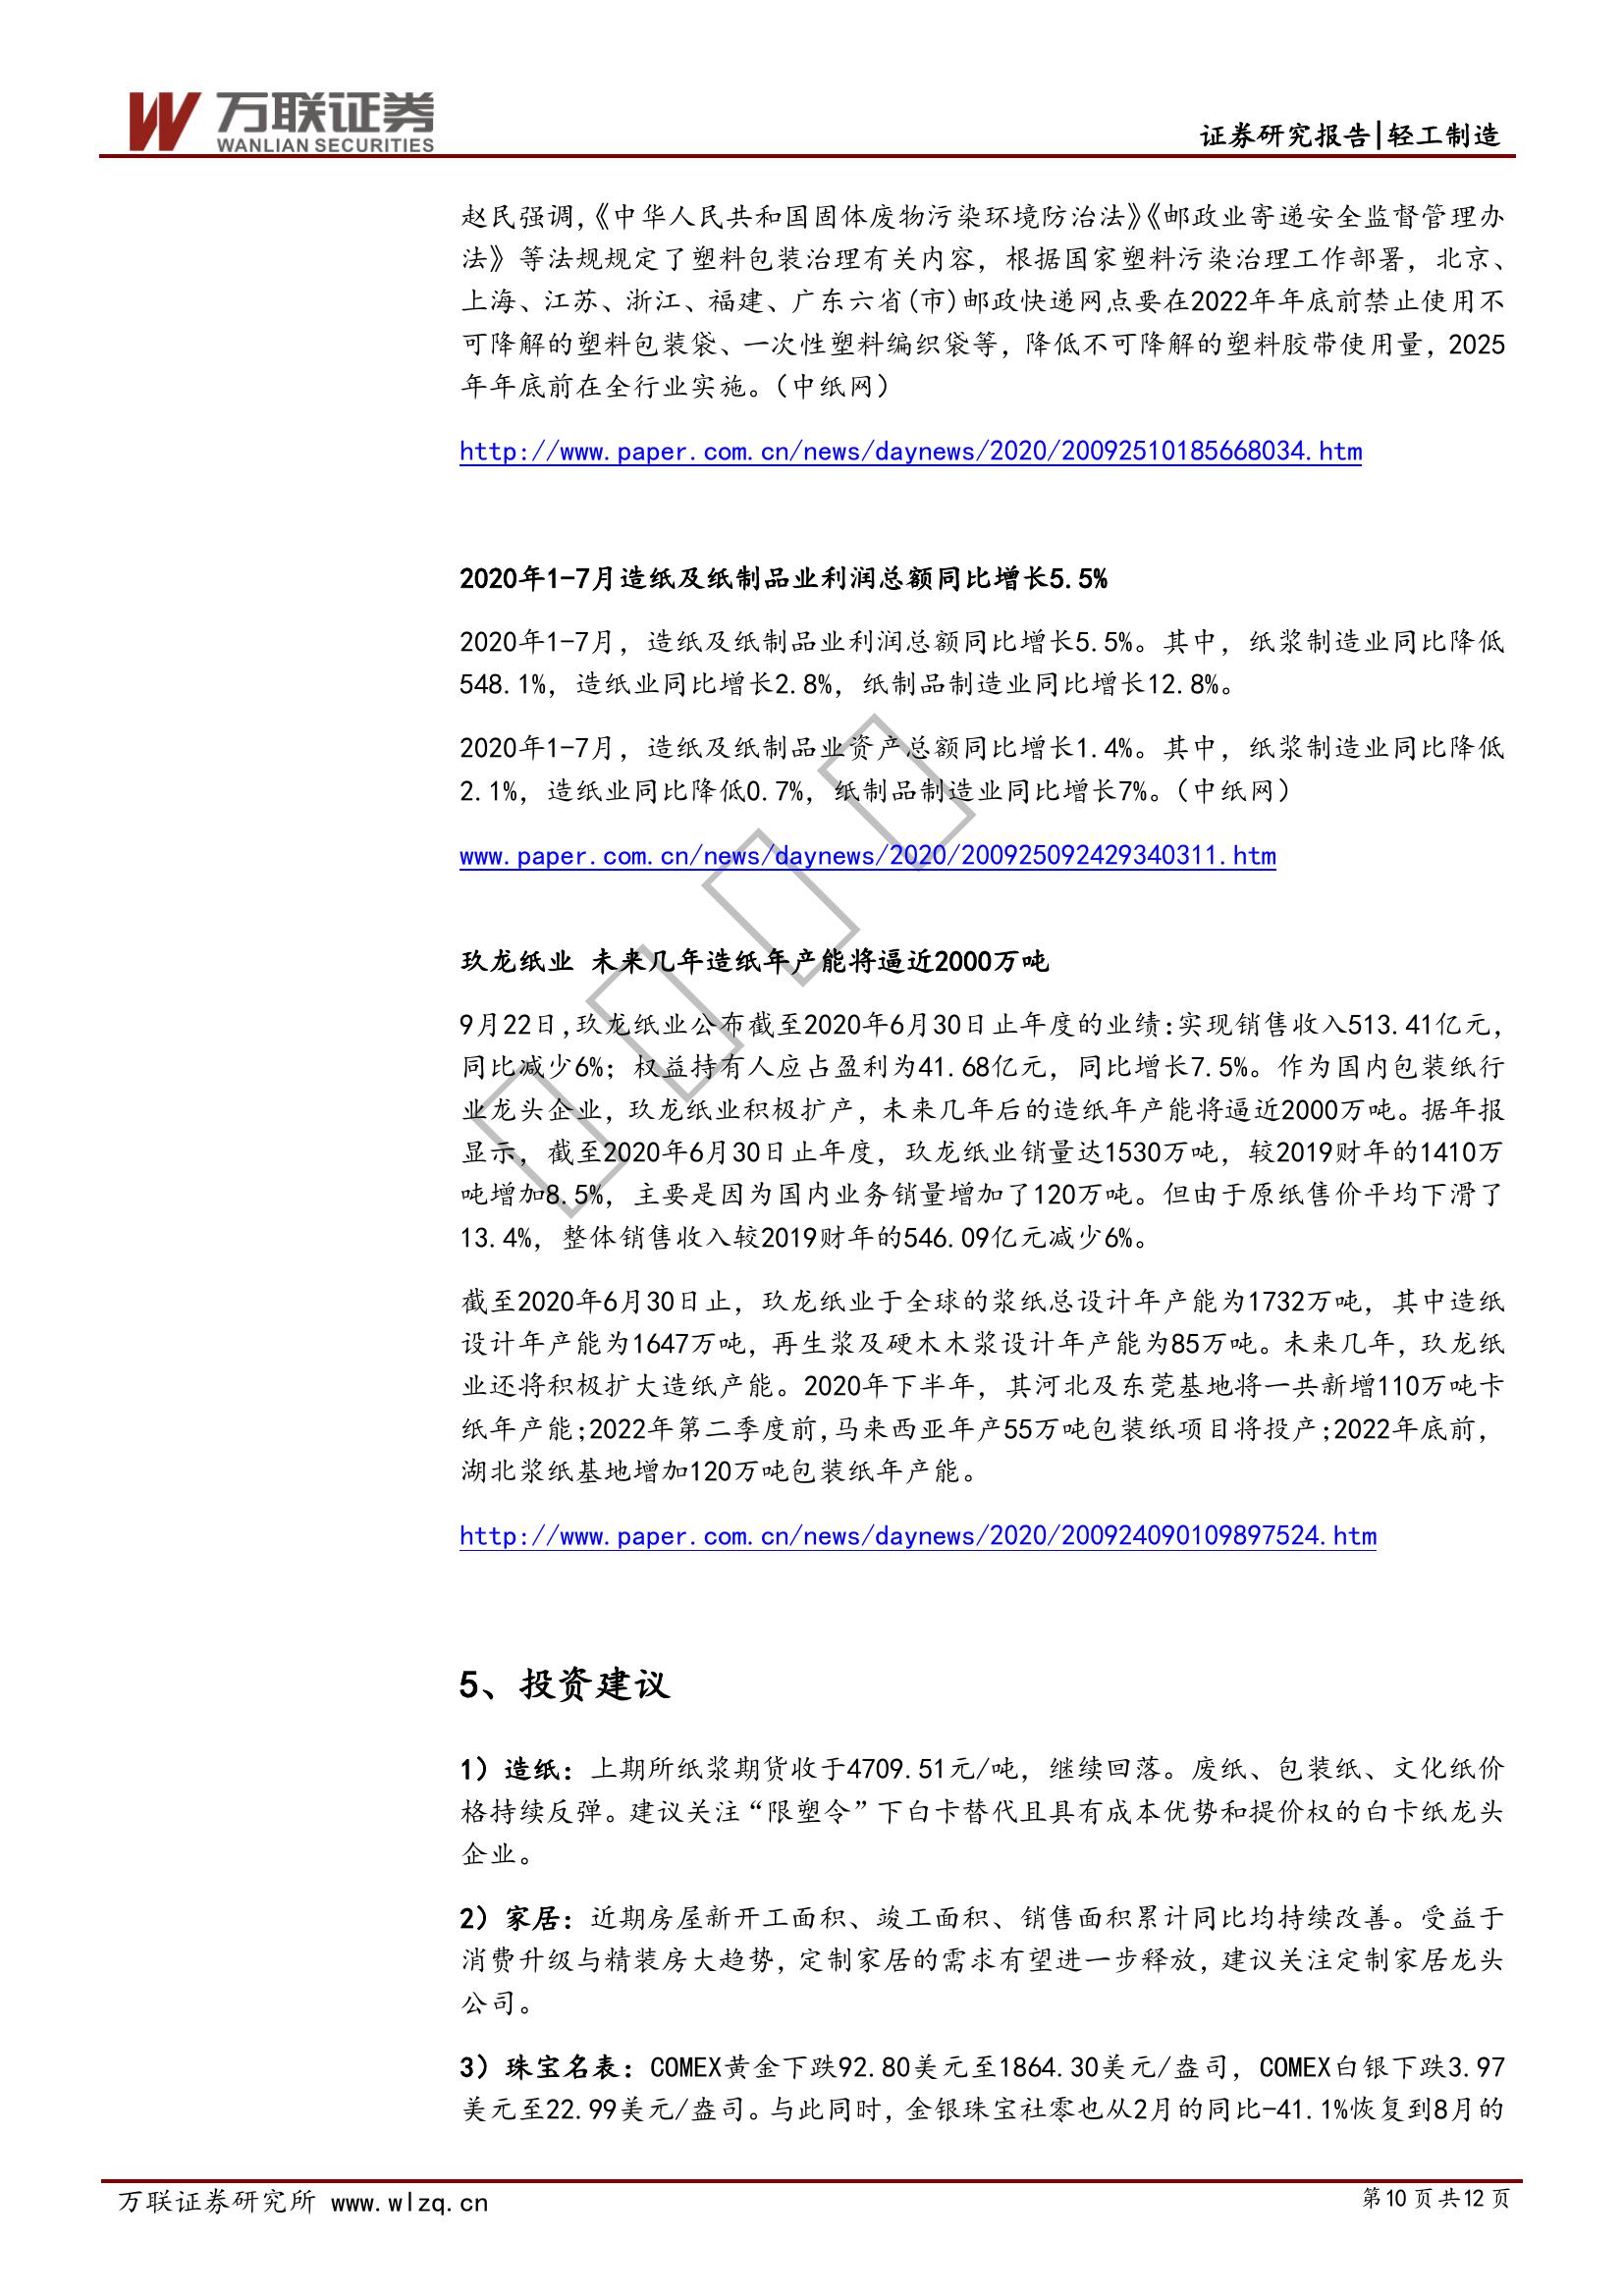 万联证券
WANLIAN SECURITIES
证券研究报告|轻工制造
赵民强调，《中华人民共和国固体废物污染环境防治法》《邮政业寄递安全监督管理办
法》等法规规定了塑料包装治理有关内容，根据国家塑料污染治理工作部署，北京、
上海、江苏、浙江、福建、广东六省(市)邮政快递网点要在2022年年底前禁止使用不
可降解的塑料包装袋、一次性塑料编织袋等，降低不可降解的塑料胶带使用量，2025
年年底前在全行业实施。（中纸网）
http://www.paper.com.cn/news/daynews/2020/200925101856680​34.htm
2020年1-7月造纸及纸制品业利润总额同比增长5.5%
2020年1-7月，造纸及纸制品业利润总额同比增长5.5%。其中，纸浆制造业同比降低
548.1%，造纸业同比增长2.8%，纸制品制造业同比增长12.8%。
2020年1-7月，造纸及纸制品业资产总额同比增长1.4%。其中，纸浆制造业同比降低
2.1%，造纸业同比降低0.7%，纸制品制造业同比增长7%。（中纸网）
www.paper.com.cn/news/daynews/2020/200925092429340311.htm
玖龙纸业 未来几年造纸年产能将逼近2000万吨
9月22日,玖龙纸业公布截至2020年6月30日止年度的业绩:实现销售收入513.41亿元，
同比减少6%；权益持有人应占盈利为41.68亿元，同比增长7.5%。作为国内包装纸行
业龙头企业，玖龙纸业积极扩产，未来几年后的造纸年产能将逼近2000万吨。据年报
显示，截至2020年6月30日止年度，玖龙纸业销量达1530万吨，较2019财年的1410万
吨增加8.5%，主要是因为国内业务销量增加了120万吨。但由于原纸售价平均下滑了
13.4%，整体销售收入较2019财年的546.09亿元减少6%。
截至2020年6月30日止，玖龙纸业于全球的浆纸总设计年产能为1732万吨，其中造纸
设计年产能为1647万吨，再生浆及硬木木浆设计年产能为85万吨。未来几年，玖龙纸
业还将积极扩大造纸产能。2020年下半年，其河北及东莞基地将一共新增110万吨卡
纸年产能;2022年第二季度前,马来西亚年产55万吨包装纸项目将投产;2022年底前，
湖北浆纸基地增加120万吨包装纸年产能。
http://www.paper.com.cn/news/daynews/2020/200924090109897524.htm
5、投资建议
1）造纸：上期所纸浆期货收于4709.51元/吨，继续回落。废纸、包装纸、文化纸价
格持续反弹。建议关注“限塑令”下白卡替代且具有成本优势和提价权的白卡纸龙头
企业。
2）家居：近期房屋新开工面积、竣工面积、销售面积累计同比均持续改善。受益于
消费升级与精装房大趋势，定制家居的需求有望进一步释放，建议关注定制家居龙头
公司。
3）珠宝名表：COMEX黄金下跌92.80美元至1864.30美元/盎司，COMEX白银下跌3.97
美元至22.99美元/盎司。与此同时，金银珠宝社零也从2月的同比-41.1%恢复到8月的
万联证券研究所 www.wlzq.cn
第10页共12页